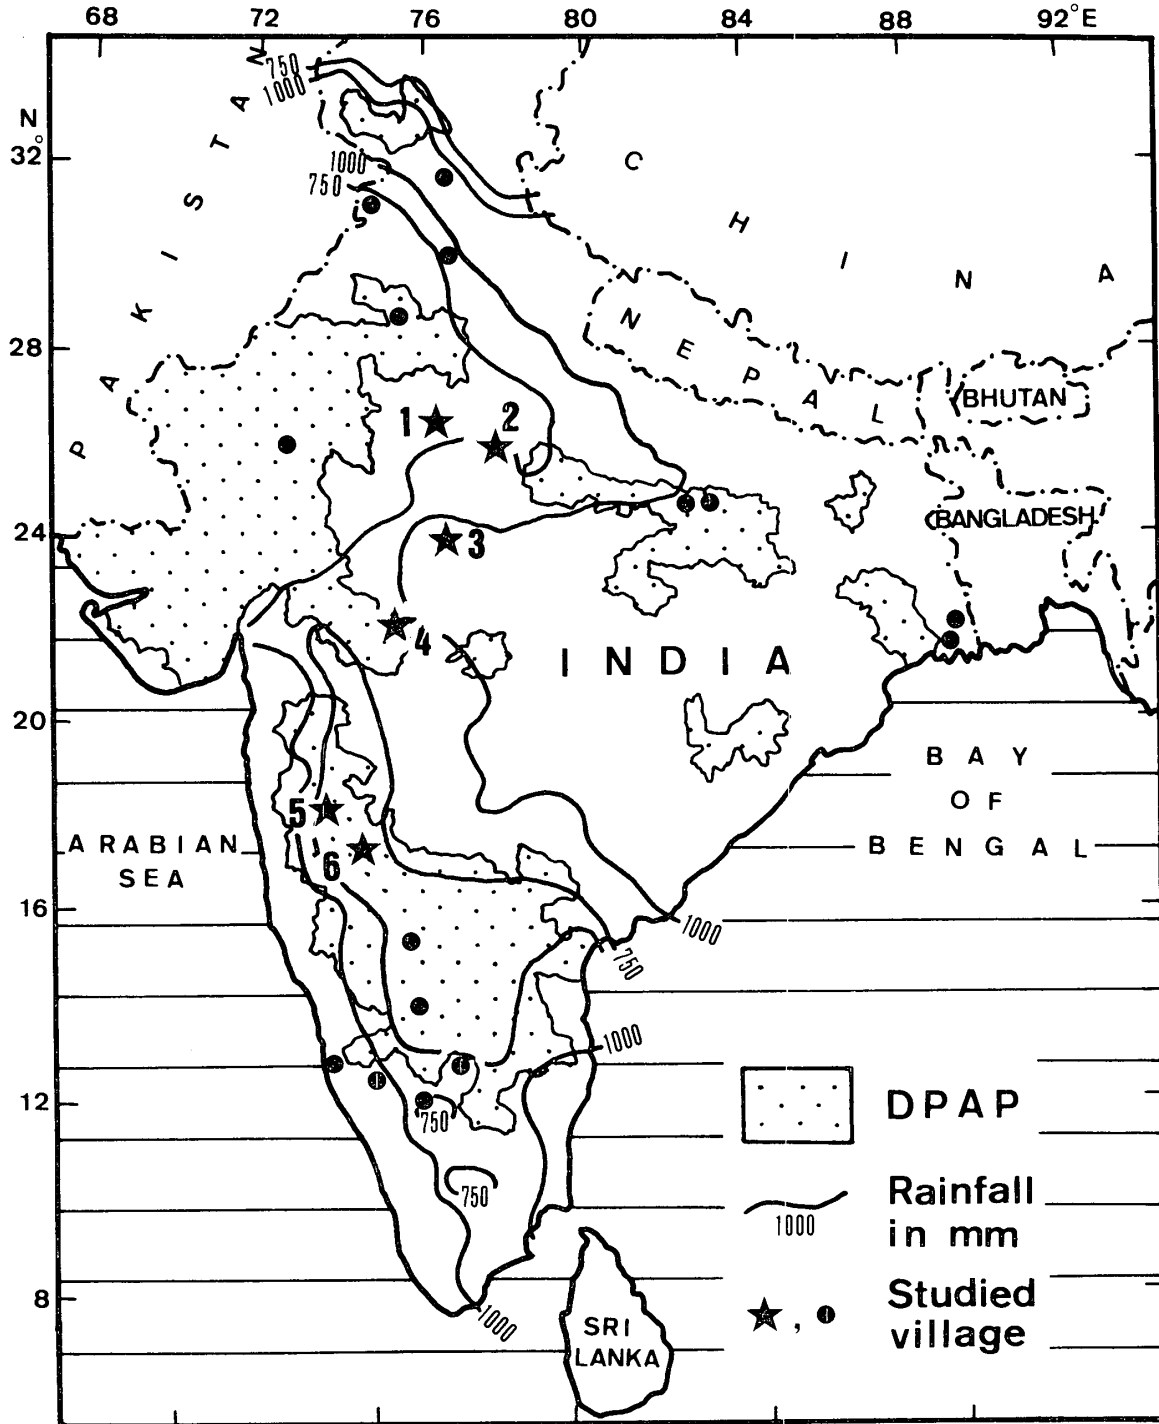 68 72 76 80 84 88 92°E
N
32°
28
24
20
16
12
8
PAKISTAN
750
1000
1000
750
CHINA
NEPAL
BHUTAN
BANGLADESH
1
2
3
4
INDIA
5
6
ARABIAN
SEA
BAY
OF
BENGAL
1000
750
1000
750
750
1000
DPAP
Rainfall
in mm
1000
Studied
village
,
SRI
LANKA